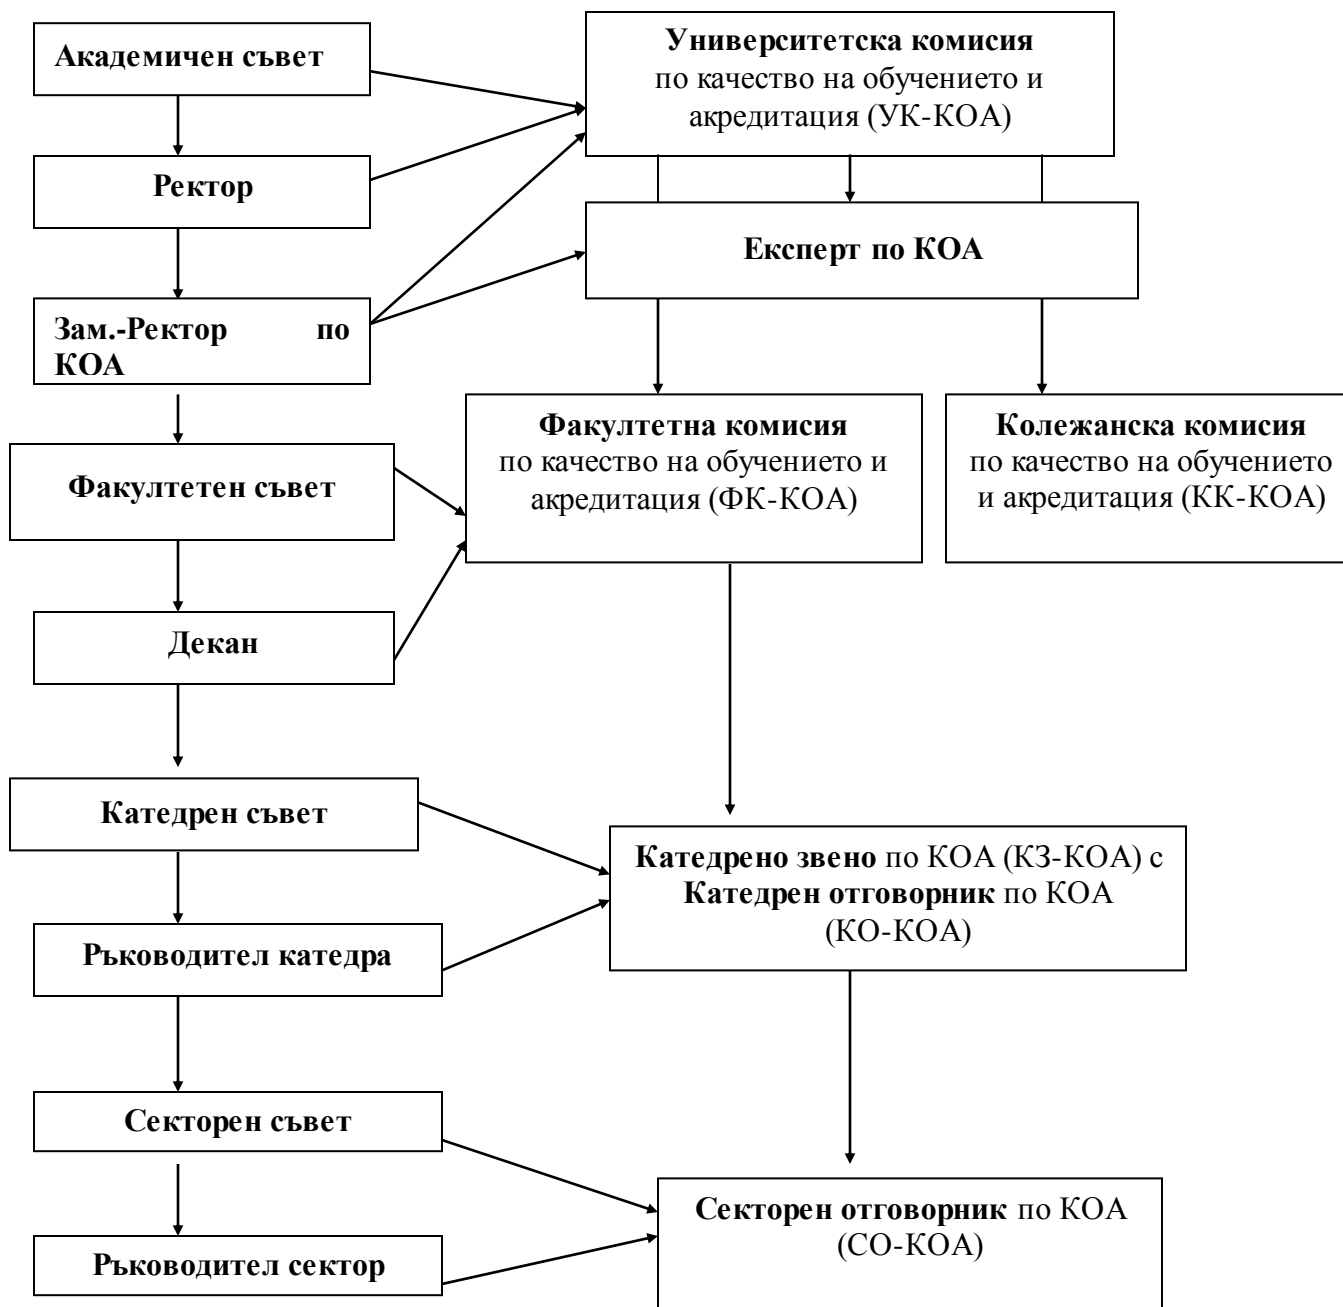 Академичен съвет
Университетска комисия
по качество на обучението и
акредитация (УК-КОА)
Ректор
Експерт по КОА
Зам.-Ректор по
КОА
Факултетна комисия
по качество на обучението и
акредитация (ФК-КОА)
Колежанска комисия
по качество на обучението
и акредитация (КК-КОА)
Факултетен съвет
Декан
Катедрен съвет
Катедрено звено по КОА (КЗ-КОА) с
Катедрен отговорник по КОА
(КО-КОА)
Ръководител катедра
Секторен съвет
Секторен отговорник по КОА
(СО-КОА)
Ръководител сектор